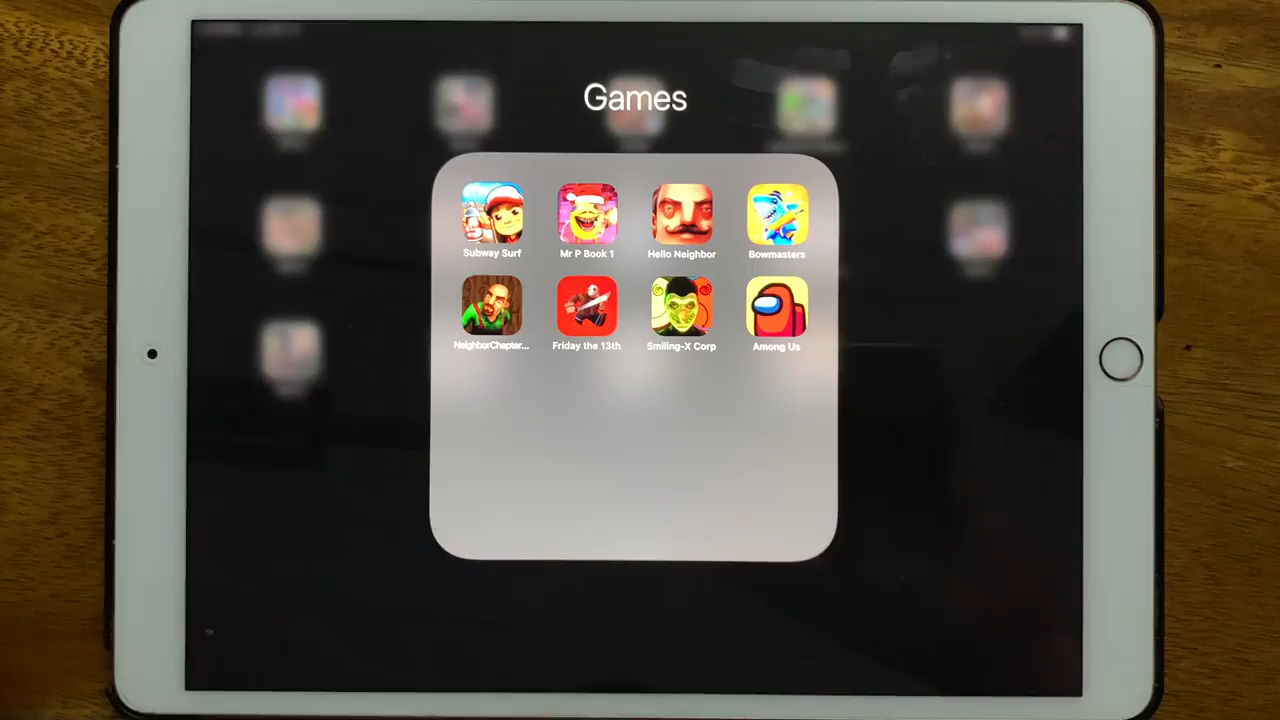 Games
Subway Surf
Mr P Book 1
Hello Neighbor
Bowmasters
NeighborChapter...
Friday the 13th
Smiling-X Corp
Among Us